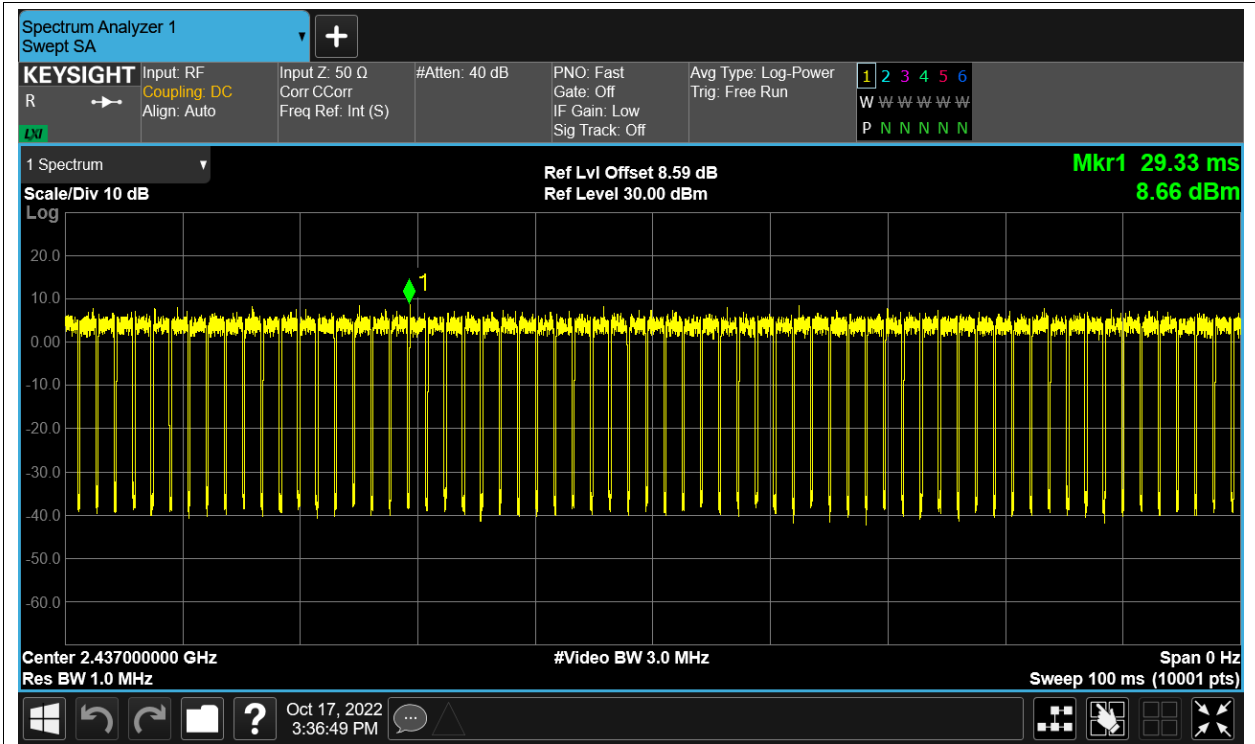 Spectrum Analyzer 1
Swept SA
KEYSIGHT
R
LXI
Input: RF
Coupling: DC
Align: Auto
Input Z: 50 Ω
Corr CCorr
Freq Ref: Int (S)
#Atten: 40 dB
PNO: Fast
Gate: Off
IF Gain: Low
Sig Track: Off
Avg Type: Log-Power
Trig: Free Run
1 2 3 4 5 6
W W W W W W
P N N N N N
1 Spectrum
Scale/Div 10 dB
Log
Ref Lvl Offset 8.59 dB
Ref Level 30.00 dBm
Mkr1 29.33 ms
8.66 dBm
20.0
10.0
0.00
-10.0
-20.0
-30.0
-40.0
-50.0
-60.0
1
Center 2.437000000 GHz
Res BW 1.0 MHz
#Video BW 3.0 MHz
Span 0 Hz
Sweep 100 ms (10001 pts)
?
Oct 17, 2022
3:36:49 PM